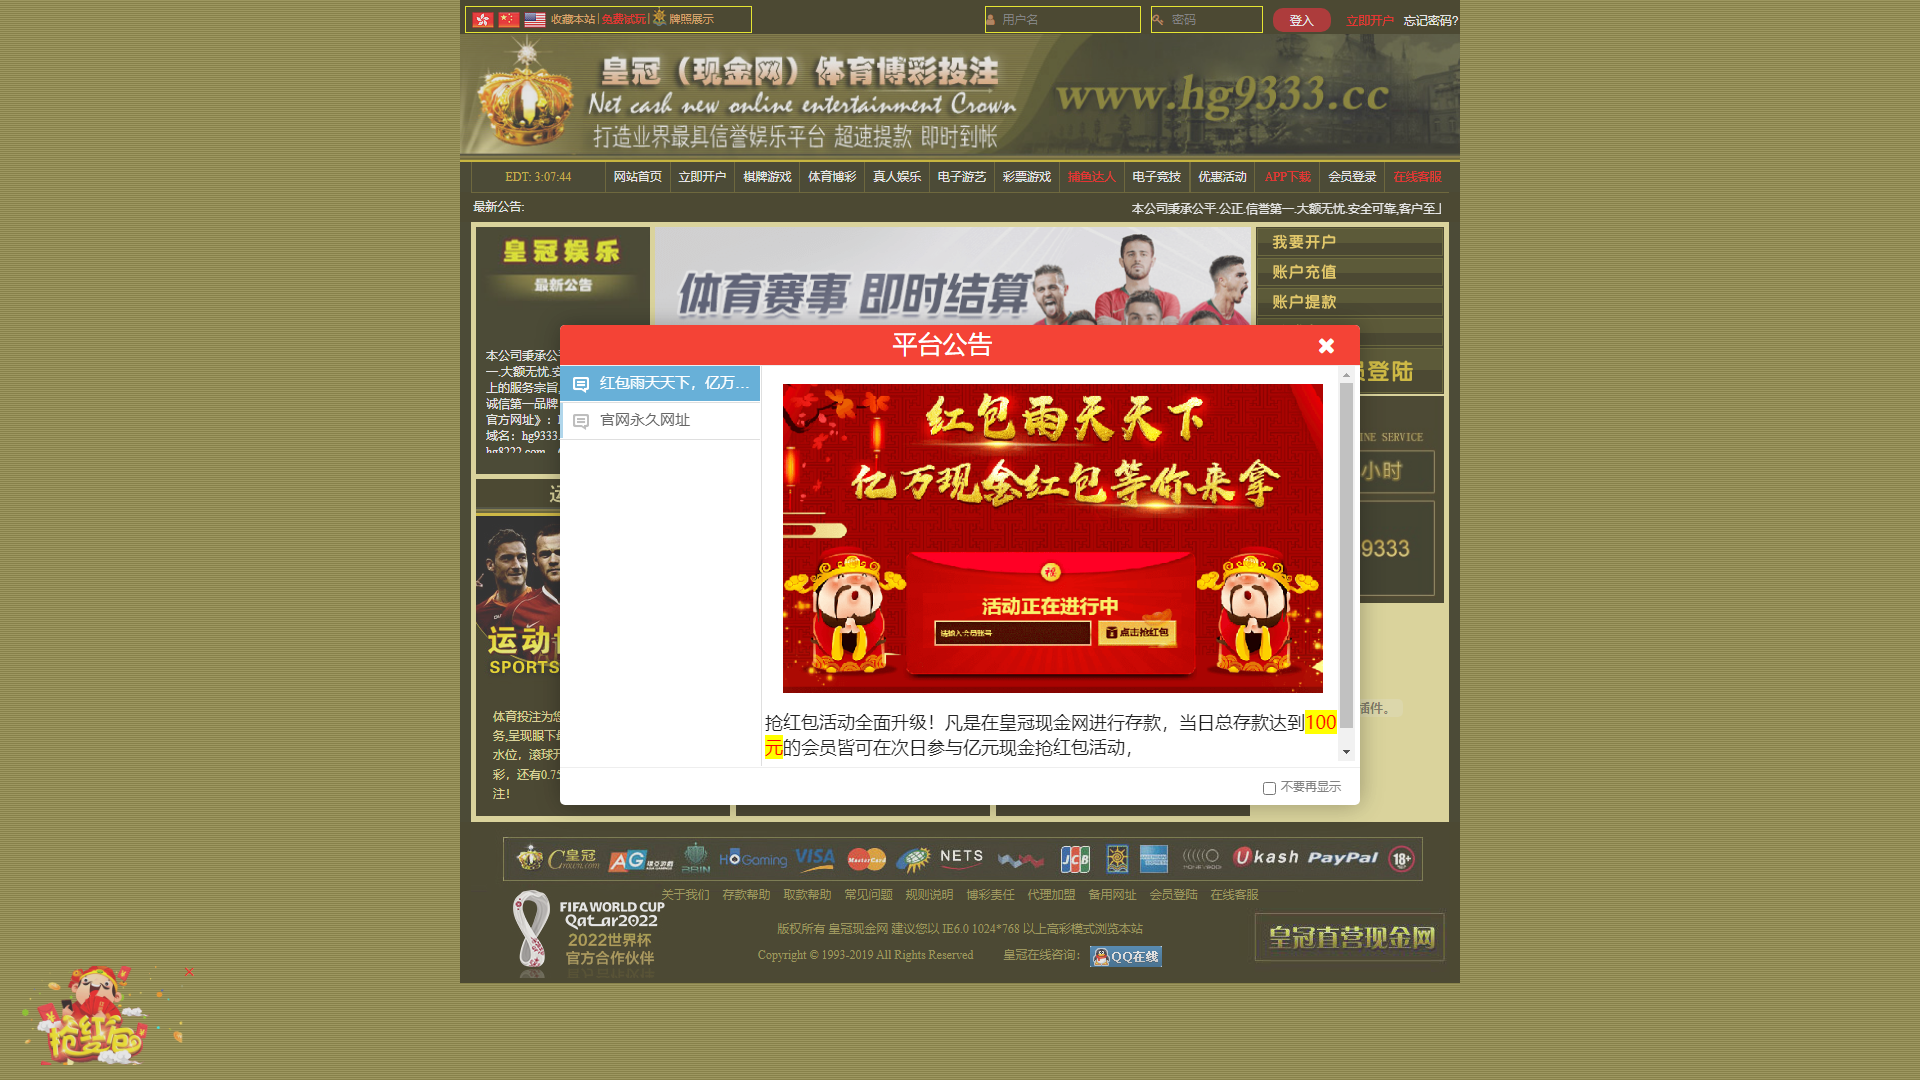 收藏本站|免费试玩|牌照展示
用户名
密码
登入
立即开户
忘记密码?
皇冠（现金网）体育博彩投注
Net cash new online entertainment Crown
打造业界最具信誉娱乐平台 超速提款 即时到帐
www.hg9333.cc
EDT: 3:07:44
网站首页
立即开户
棋牌游戏
体育博彩
真人娱乐
电子游艺
彩票游戏
捕鱼达人
电子竞技
优惠活动
APP下载
会员登录
在线客服
最新公告:
本公司秉承公平.公正.信誉第一.大额无忧.安全可靠,客户至上
皇冠娱乐
最新公告
体育赛事 即时结算
我要开户
账户充值
账户提款
平台公告
红包雨天天下，亿万...
官网永久网址
本公司秉承公
一.大额无忧.安
上的服务宗旨
诚信第一品牌
官方网址》:
域名: hg9333.
hg8222.com
员登陆
INE SERVICE
小时
9333
红包雨天天下
亿万现金红包等你来拿
活动正在进行中
请输入会员账号
点击抢红包
运动
SPORTS
体育投注为您
务,呈现眼下
水位，滚球
彩，还有0.75
注!
插件。
抢红包活动全面升级！凡是在皇冠现金网进行存款，当日总存款达到100
元的会员皆可在次日参与亿元现金抢红包活动，
不要再显示
皇冠
Crown.com
AG
BBIN
HOGaming
VISA
MasterCard
NETS
JCB
Ukash
PayPal
18+
关于我们
存款帮助
取款帮助
常见问题
规则说明
博彩责任
代理加盟
备用网址
会员登陆
在线客服
FIFA WORLD CUP
Qatar2022
2022世界杯
官方合作伙伴
版权所有 皇冠现金网 建议您以 IE6.0 1024*768 以上高彩模式浏览本站
Copyright © 1993-2019 All Rights Reserved
皇冠在线咨询：
QQ在线
皇冠直营现金网
抢红包